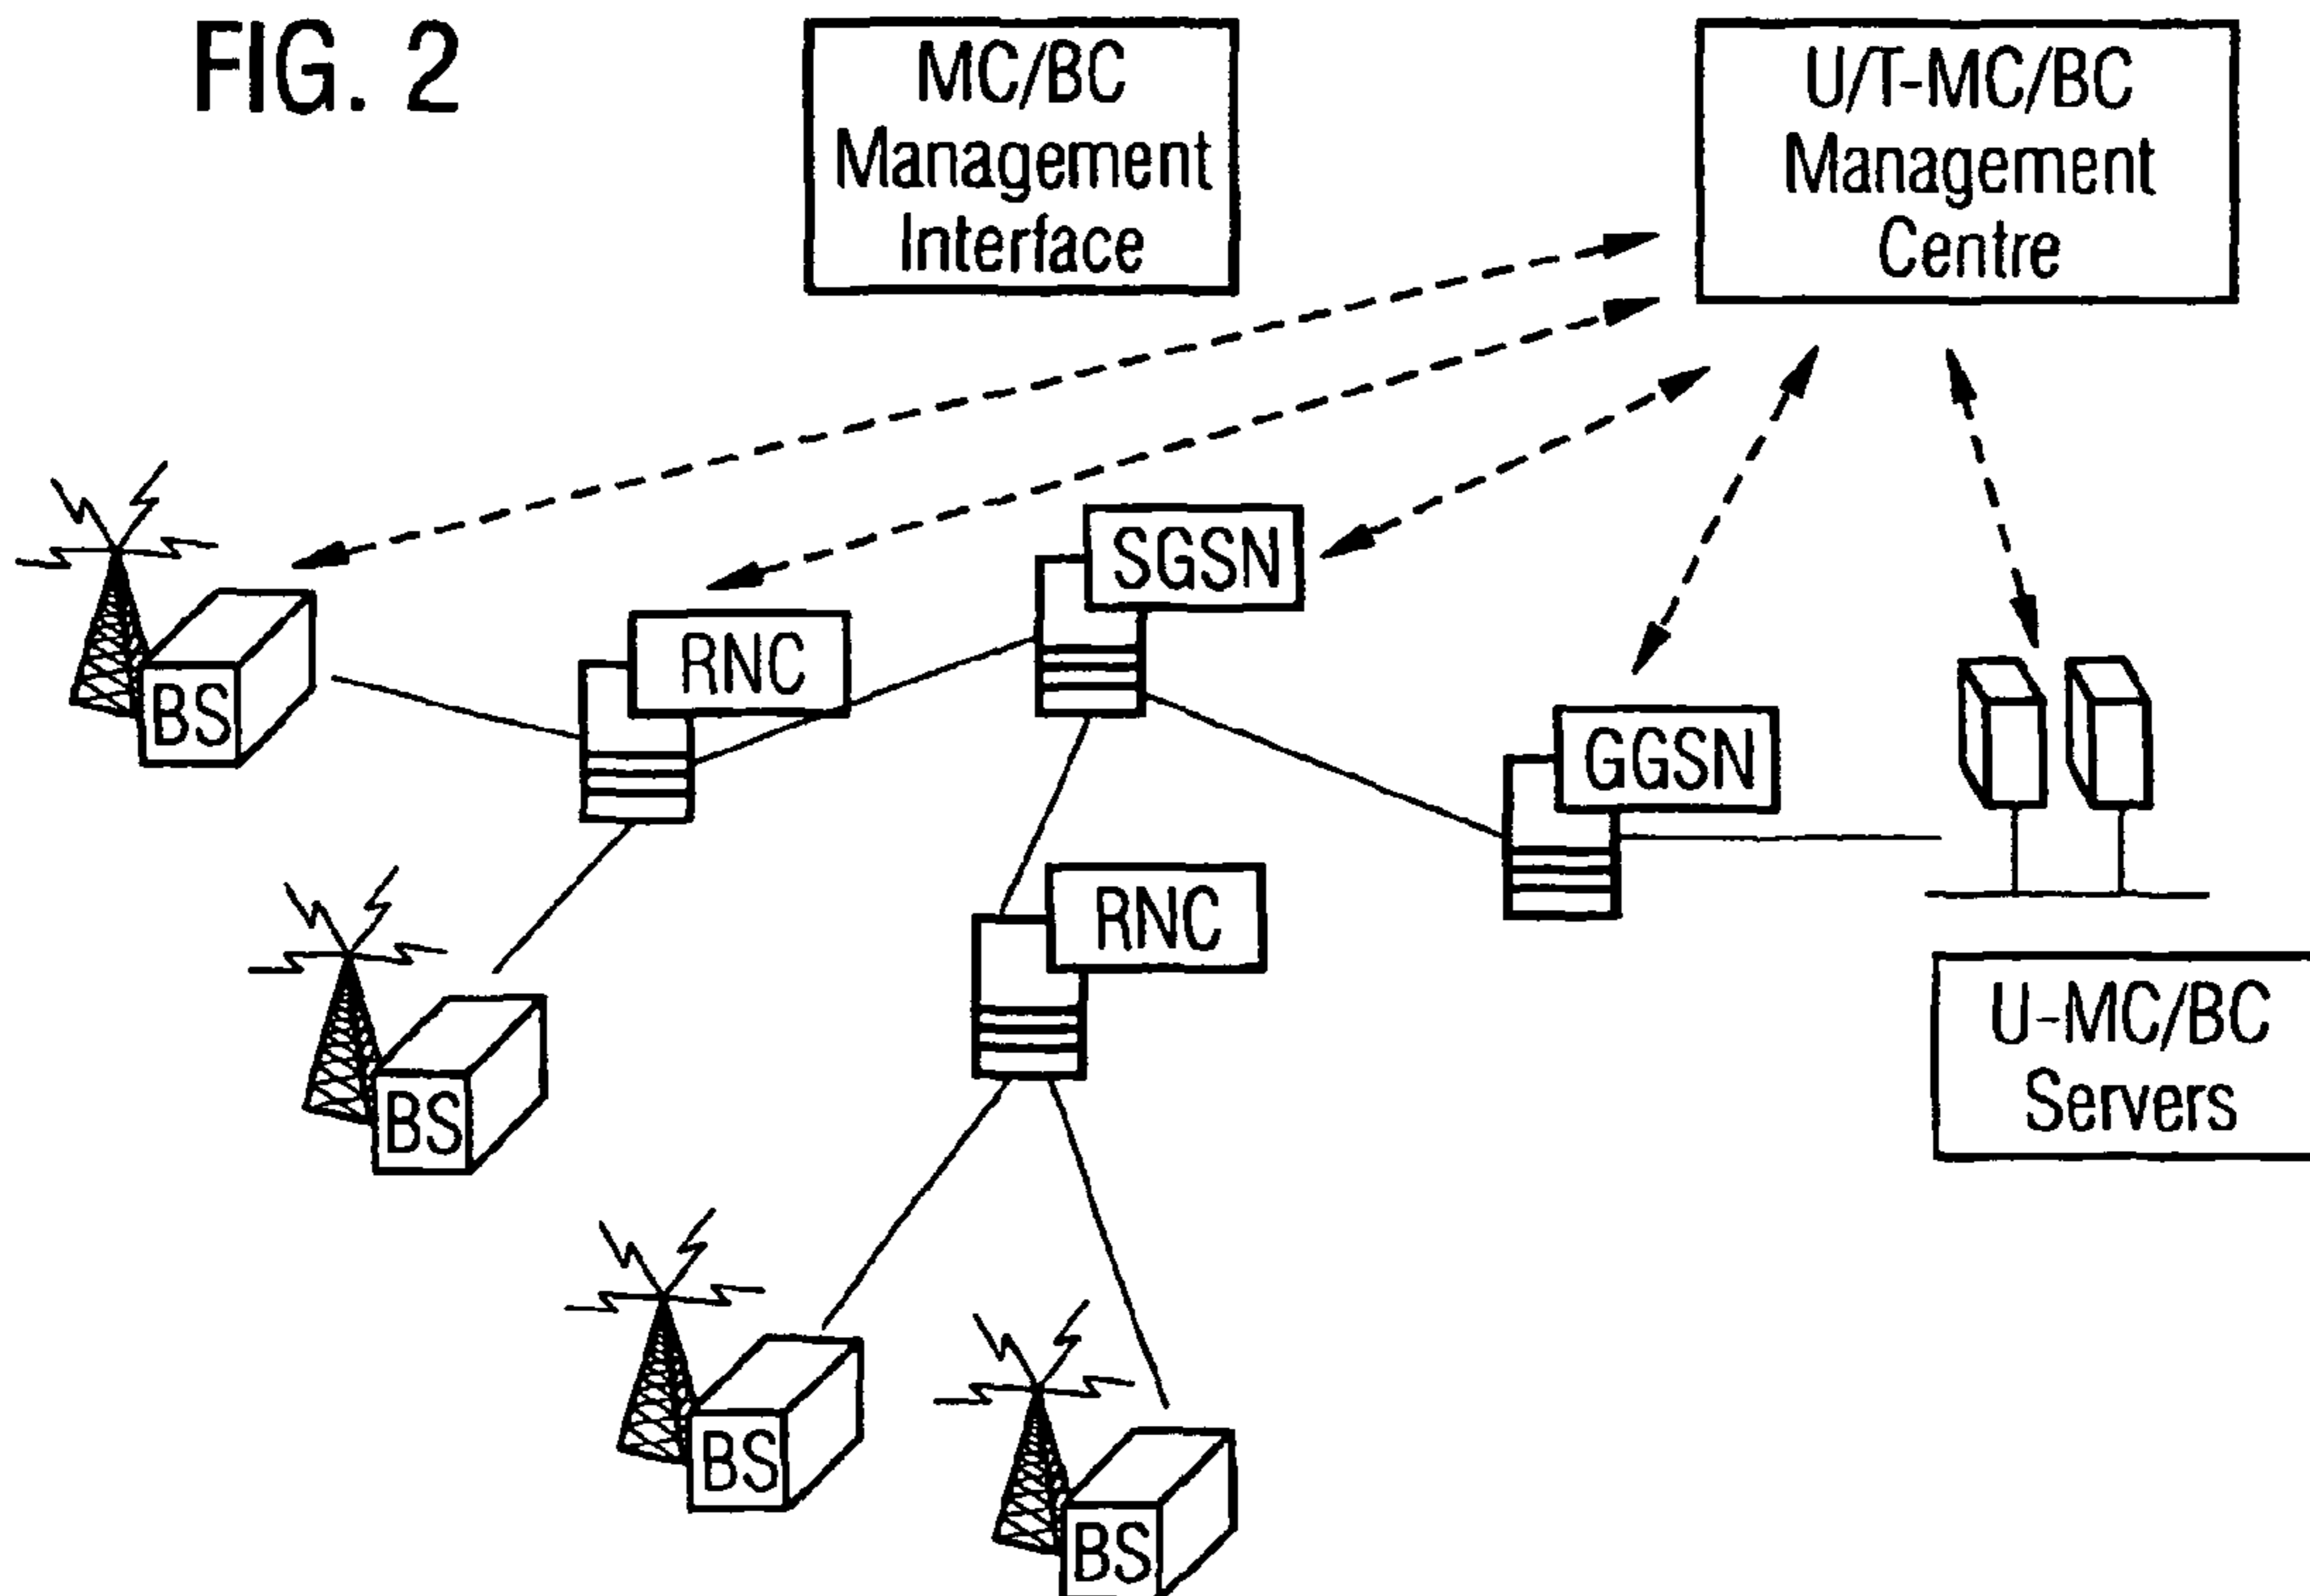 FIG. 2
MC/BC
Management
Interface
U/T-MC/BC
Management
Centre
SGSN
RNC
BS
GGSN
RNC
U-MC/BC
Servers
BS
BS
BS